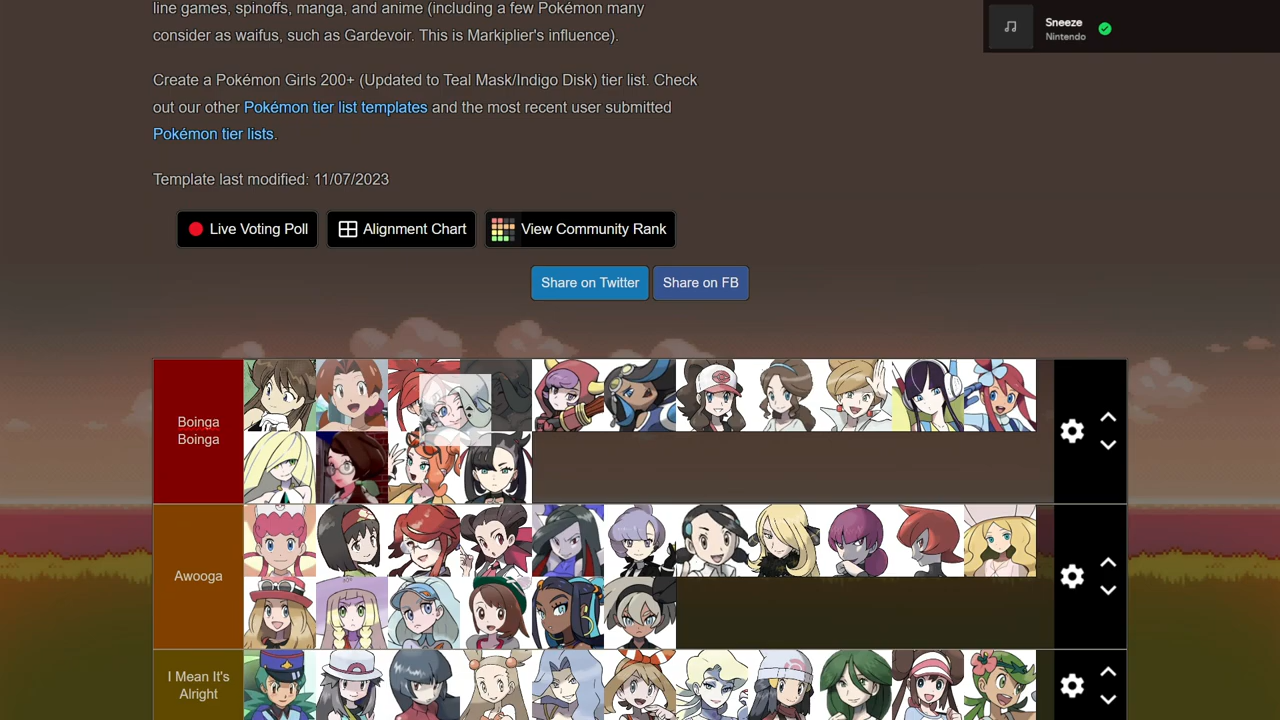 line games, spinoffs, manga, and anime (including a few Pokémon many
consider as waifus, such as Gardevoir. This is Markiplier's influence).
Create a Pokémon Girls 200+ (Updated to Teal Mask/Indigo Disk) tier list. Check
out our other Pokémon tier list templates and the most recent user submitted
Pokémon tier lists.
Template last modified: 11/07/2023
Live Voting Poll
Alignment Chart
View Community Rank
Share on Twitter
Share on FB
Sneeze
Nintendo
Boinga
Boinga
Awooga
I Mean It's
Alright